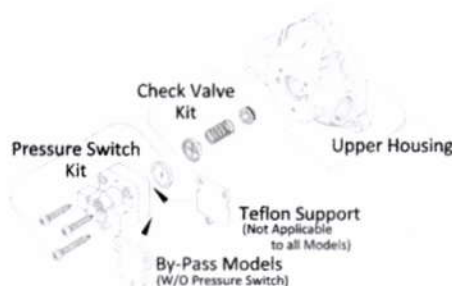 Check Valve
Kit
Upper Housing
Pressure Switch
Kit
Teflon Support
(Not Applicable
to all Models)
By-Pass Models
(W/O Pressure Switch)